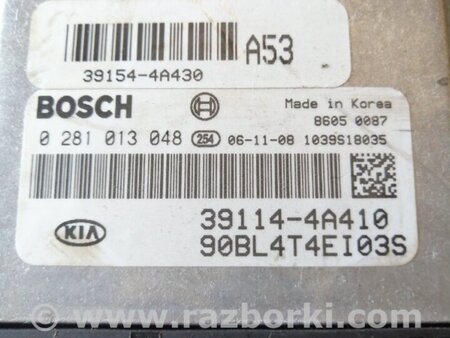 39154-4A430 A53
BOSCH Made in Korea
8605 0087
0 281 013 048 254 06-11-08 1039S18035
39114-4A410
KIA 90BL4T4EI03S
© www.razborki.com/